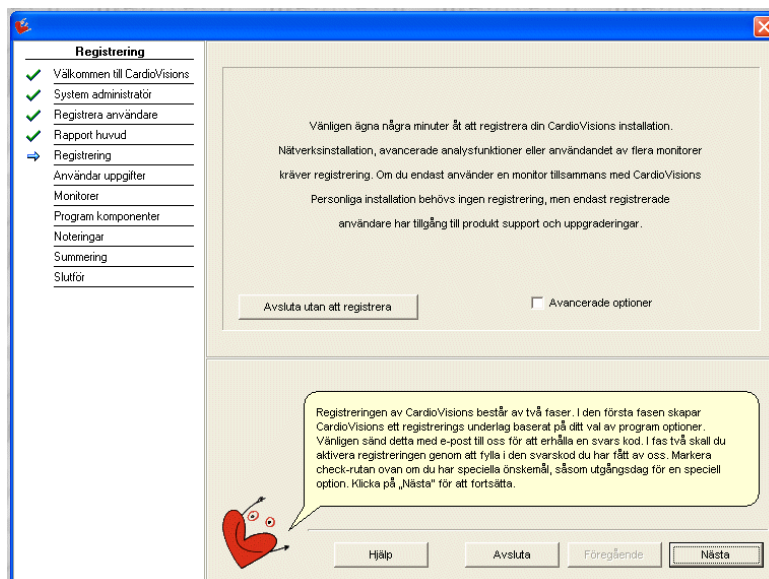 Registrering
Välkommen till CardioVisions
System administratör
Registrera användare
Rapport huvud
Registrering
Användar uppgifter
Monitorer
Program komponenter
Noteringar
Summering
Slutför
Vänligen ägna några minuter åt att registrera din CardioVisions installation.
Nätverksinstallation, avancerade analysfunktioner eller användandet av flera monitorer
kräver registrering. Om du endast använder en monitor tillsammans med CardioVisions
Personliga installation behövs ingen registrering, men endast registrerade
användare har tillgång till produkt support och uppgraderingar.
Avsluta utan att registrera
Avancerade optioner
Registreringen av CardioVisions består av två faser. I den första fasen skapar
CardioVisions ett registrerings underlag baserat på ditt val av program optioner.
Vänligen sänd detta med e-post till oss för att erhålla en svars kod. I fas två skall du
aktivera registreringen genom att fylla i den svarskod du har fått av oss. Markera
check-rutan ovan om du har speciella önskemål, såsom utgångsdag för en speciell
option. Klicka på „Nästa" för att fortsätta.
Hjälp
Avsluta
Föregående
Nästa